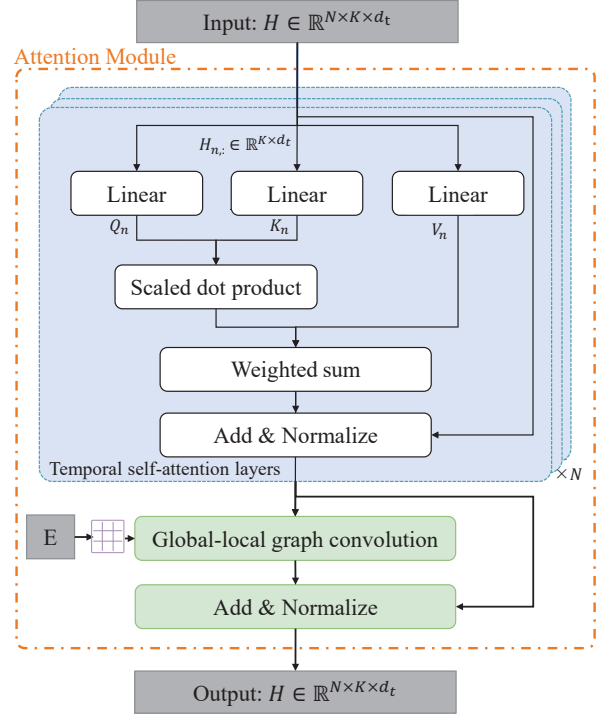 Input: H ∈ ℝ^{N×K×d_t}
Attention Module
H_{n,:} ∈ ℝ^{K×d_t}
Linear Linear Linear
Q_n K_n V_n
Scaled dot product
Weighted sum
Add & Normalize
Temporal self-attention layers
×N
E
Global-local graph convolution
Add & Normalize
Output: H ∈ ℝ^{N×K×d_t}